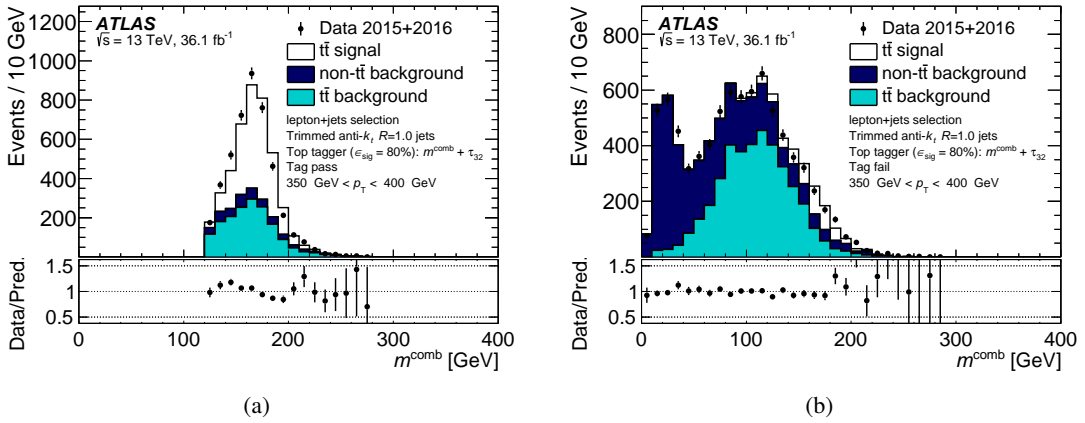 ATLAS
√s = 13 TeV, 36.1 fb⁻¹
Data 2015+2016
tt̄ signal
non-tt̄ background
tt̄ background
lepton+jets selection
Trimmed anti-kₜ R=1.0 jets
Top tagger (ϵsig = 80%): mᶜᵒᵐᵇ + τ₃₂
Tag pass
350 GeV < pT < 400 GeV
Events / 10 GeV
1200
1000
800
600
400
200
Data/Pred.
1.5
1
0.5
0 100 200 300 400
mᶜᵒᵐᵇ [GeV]
(a)
ATLAS
√s = 13 TeV, 36.1 fb⁻¹
Data 2015+2016
tt̄ signal
non-tt̄ background
tt̄ background
lepton+jets selection
Trimmed anti-kₜ R=1.0 jets
Top tagger (ϵsig = 80%): mᶜᵒᵐᵇ + τ₃₂
Tag fail
350 GeV < pT < 400 GeV
Events / 10 GeV
800
600
400
200
Data/Pred.
1.5
1
0.5
0 100 200 300 400
mᶜᵒᵐᵇ [GeV]
(b)